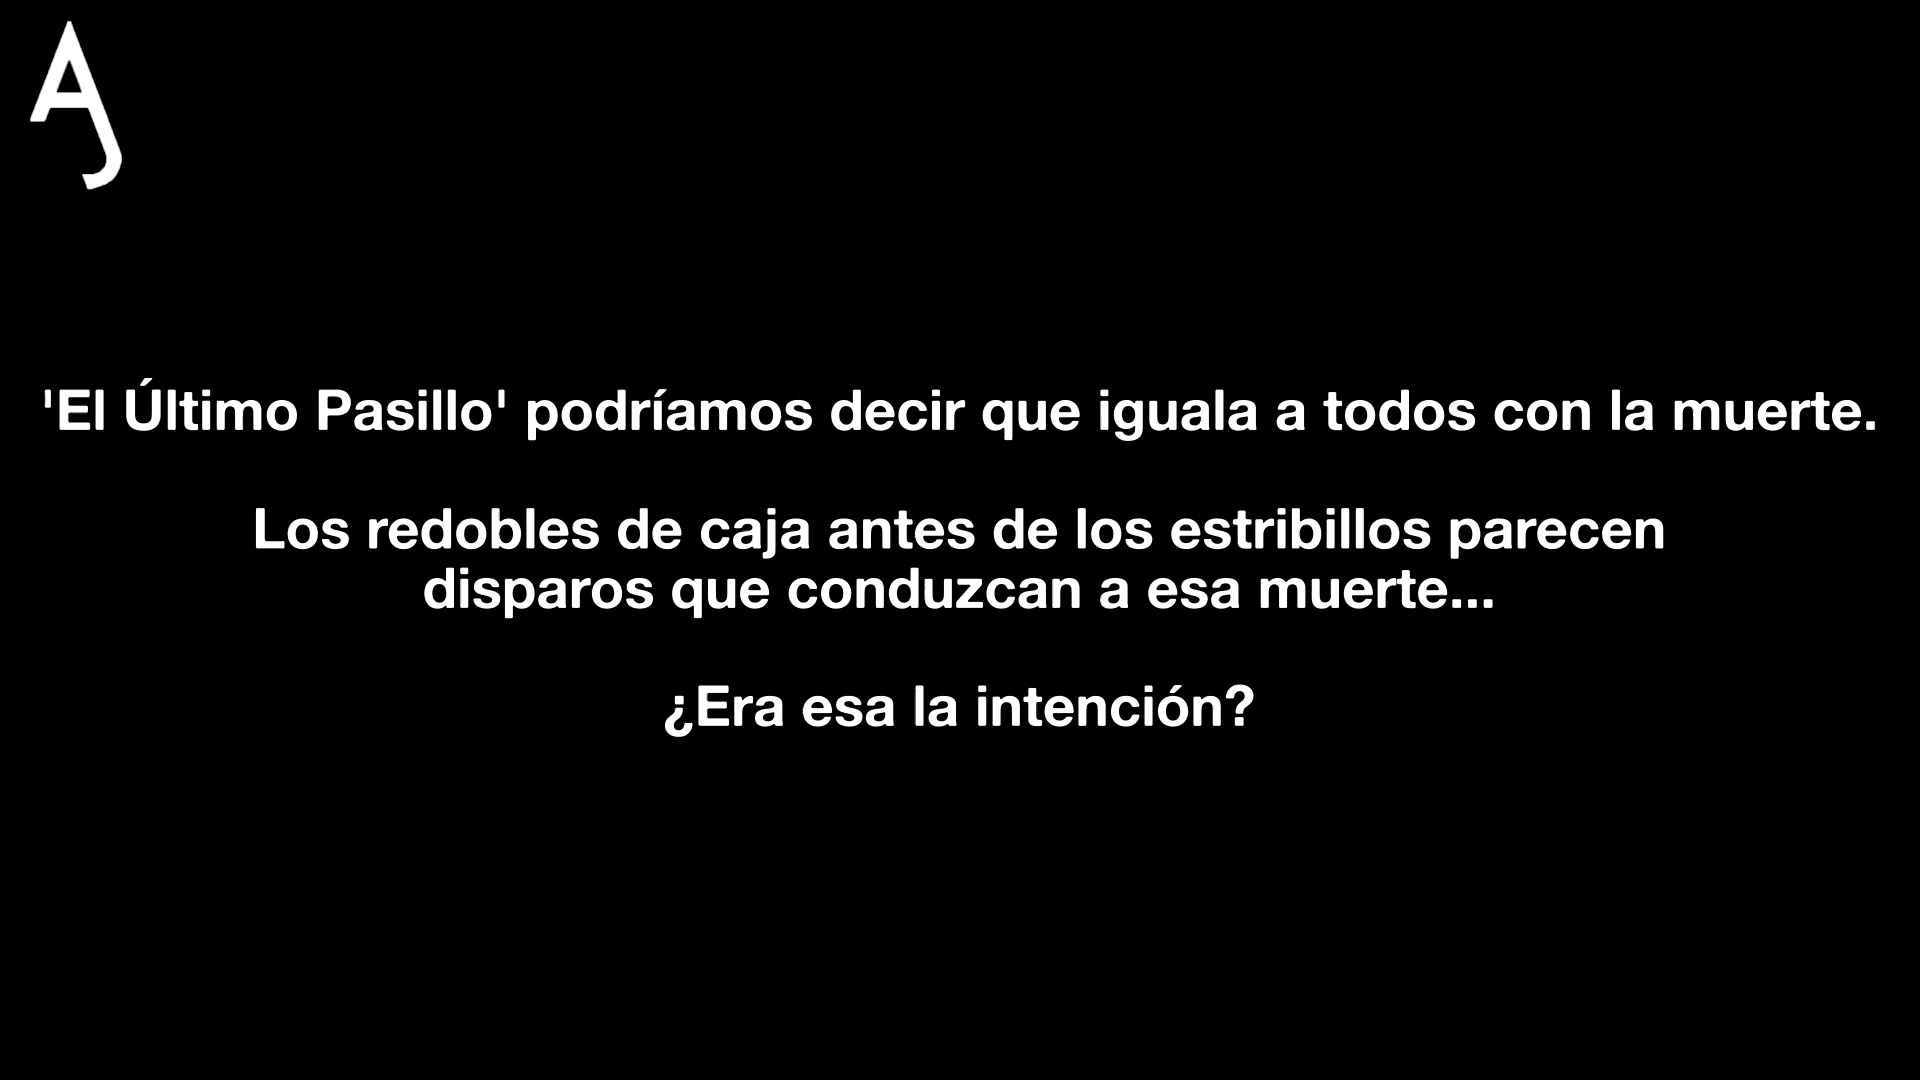 AJ
'El Último Pasillo' podríamos decir que iguala a todos con la muerte.
Los redobles de caja antes de los estribillos parecen
disparos que conduzcan a esa muerte...
¿Era esa la intención?